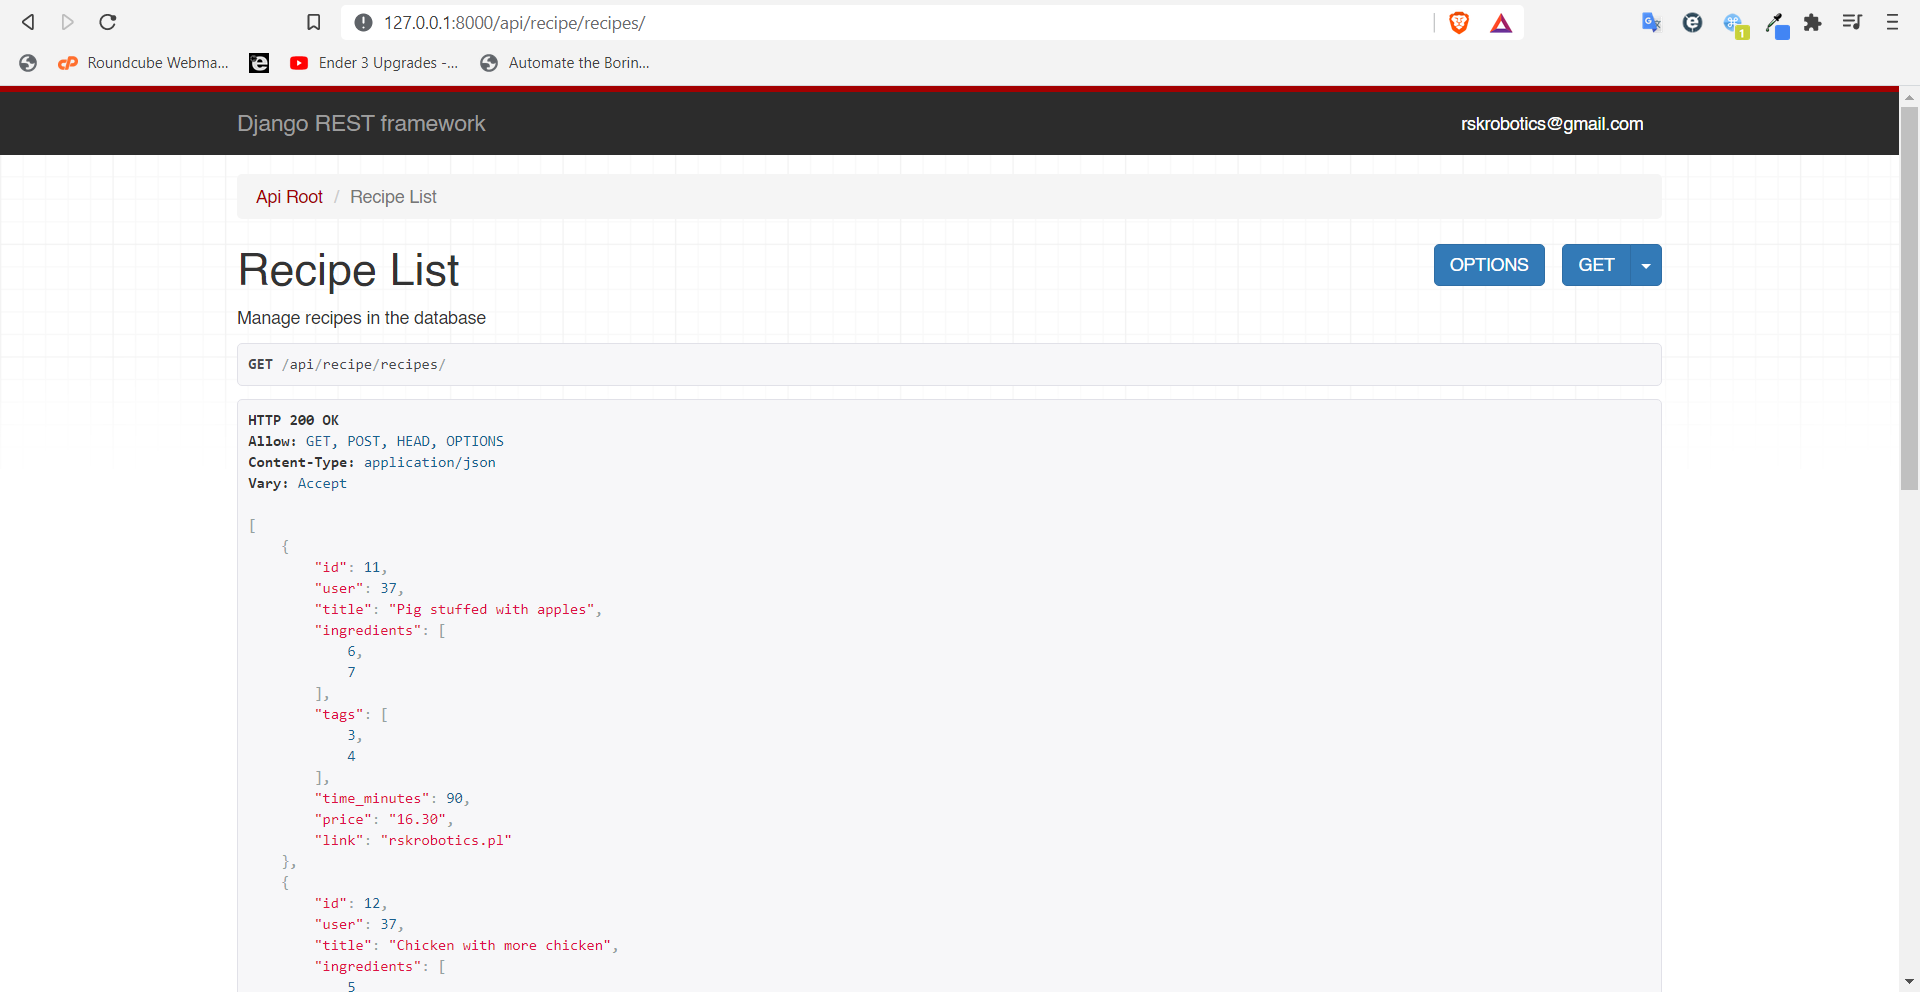 127.0.0.1:8000/api/recipe/recipes/
1
Roundcube Webma...
Ender 3 Upgrades -...
Automate the Borin...
Django REST framework
rskrobotics@gmail.com
Api Root / Recipe List
Recipe List
OPTIONS
GET
Manage recipes in the database
GET /api/recipe/recipes/
HTTP 200 OK
Allow: GET, POST, HEAD, OPTIONS
Content-Type: application/json
Vary: Accept
[
    {
        "id": 11,
        "user": 37,
        "title": "Pig stuffed with apples",
        "ingredients": [
            6,
            7
        ],
        "tags": [
            3,
            4
        ],
        "time_minutes": 90,
        "price": "16.30",
        "link": "rskrobotics.pl"
    },
    {
        "id": 12,
        "user": 37,
        "title": "Chicken with more chicken",
        "ingredients": [
            5